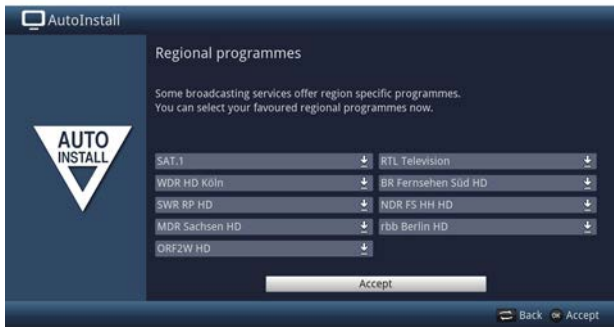 AutoInstall
Regional programmes
Some broadcasting services offer region specific programmes.
You can select your favoured regional programmes now.
AUTO
INSTALL
SAT.1
RTL Television
WDR HD Köln
BR Fernsehen Süd HD
SWR RP HD
NDR FS HH HD
MDR Sachsen HD
rbb Berlin HD
ORF2W HD
Accept
Back OK Accept